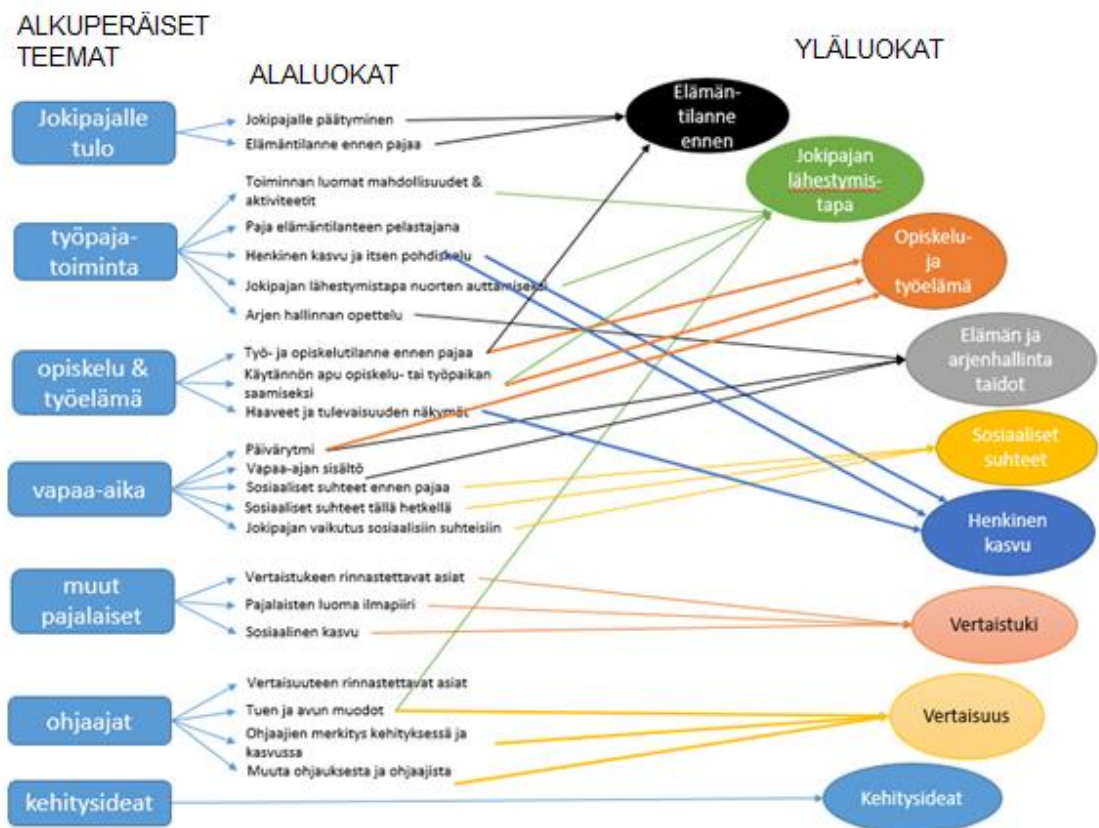 ALKUPERÄISET
TEEMAT
ALALUOKAT
YLÄLUOKAT
Jokipajalle
tulo
Jokipajalle päätyminen
Elämäntilanne ennen pajaa
työpaja-
toiminta
Toiminnan luomat mahdollisuudet &
aktiviteetit
Paja elämäntilanteen pelastajana
Henkinen kasvu ja itsen pohdiskelu
Jokipajan lähestymistapa nuorten auttamiseksi
Arjen hallinnan opettelu
opiskelu &
työelämä
Työ- ja opiskelutilanne ennen pajaa
Käytännön apu opiskelu- tai työpaikan
saamiseksi
Haaveet ja tulevaisuuden näkymät
vapaa-aika
Päivärytmi
Vapaa-ajan sisältö
Sosiaaliset suhteet ennen pajaa
Sosiaaliset suhteet tällä hetkellä
Jokipajan vaikutus sosiaalisiin suhteisiin
muut
pajalaiset
Vertaistukeen rinnastettavat asiat
Pajalaisten luoma ilmapiiri
Sosiaalinen kasvu
ohjaajat
Vertaisuuteen rinnastettavat asiat
Tuen ja avun muodot
Ohjaajien merkitys kehityksessä ja
kasvussa
Muuta ohjauksesta ja ohjaajista
kehitysideat
Elämän-
tilanne
ennen
Jokipajan
lähestymis-
tapa
Opiskelu-
ja
työelämä
Elämän ja
arjenhallinta
taidot
Sosiaaliset
suhteet
Henkinen
kasvu
Vertaistuki
Vertaisuus
Kehitysideat